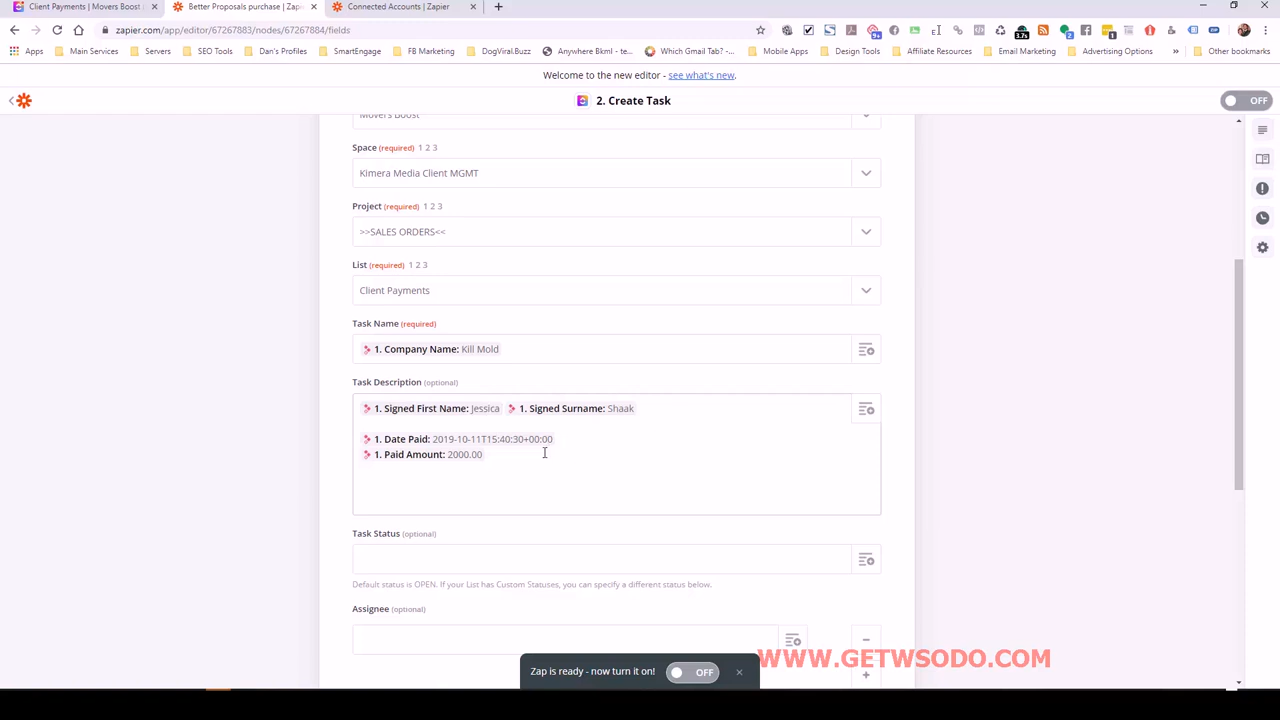 Client Payments | Movers Boost
Better Proposals purchase | Zapier
Connected Accounts | Zapier
zapier.com/app/editor/67267883/nodes/67267884/fields
Apps
Main Services
Servers
SEO Tools
Dan's Profiles
SmartEngage
FB Marketing
DogViral.Buzz
Anywhere Bkml - te...
Which Gmail Tab? -...
Mobile Apps
Design Tools
Affiliate Resources
Email Marketing
Advertising Options
»
Other bookmarks
Welcome to the new editor - see what's new.
2. Create Task
OFF
Movers Boost
Space (required) 1 2 3
Kimera Media Client MGMT
Project (required) 1 2 3
>>SALES ORDERS<<
List (required) 1 2 3
Client Payments
Task Name (required)
1. Company Name: Kill Mold
Task Description (optional)
1. Signed First Name: Jessica 1. Signed Surname: Shaak
1. Date Paid: 2019-10-11T15:40:30+00:00
1. Paid Amount: 2000.00
Task Status (optional)
Default status is OPEN. If your List has Custom Statuses, you can specify a different status below.
Assignee (optional)
Zap is ready - now turn it on! OFF
WWW.GETWSODO.COM